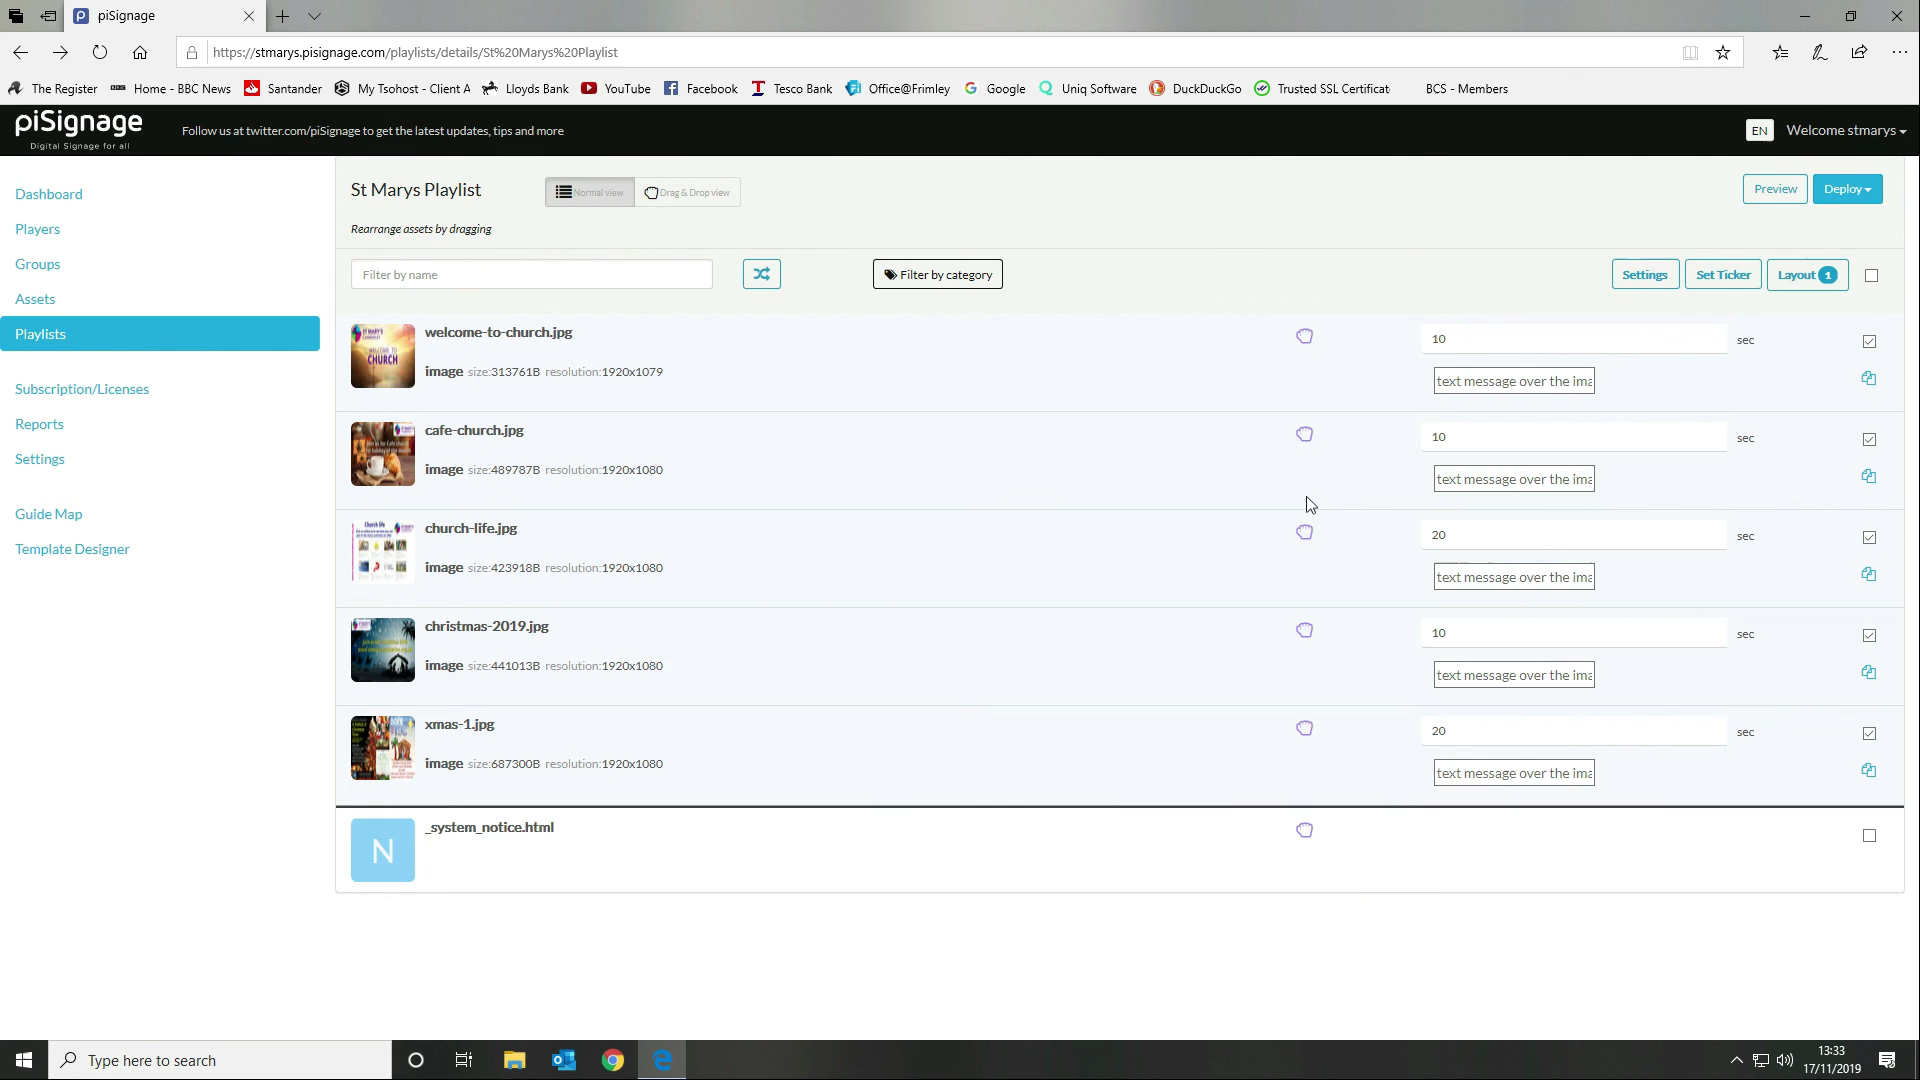 piSignage
https://stmarys.pisignage.com/playlists/details/St%20Marys%20Playlist
The Register Home - BBC News Santander My Tsohost - Client A Lloyds Bank YouTube Facebook Tesco Bank Office@Frimley Google Uniq Software DuckDuckGo Trusted SSL Certificat BCS - Members
piSignage
Digital Signage for all
Follow us at twitter.com/piSignage to get the latest updates, tips and more
EN Welcome stmarys
Dashboard
Players
Groups
Assets
Playlists
Subscription/Licenses
Reports
Settings
Guide Map
Template Designer
St Marys Playlist Normal view Drag & Drop view Preview Deploy
Rearrange assets by dragging
Filter by name Filter by category Settings Set Ticker Layout 1
WELCOME TO
CHURCH
welcome-to-church.jpg 10 sec
image size:313761B resolution:1920x1079 text message over the ima
cafe-church.jpg 10 sec
image size:489787B resolution:1920x1080 text message over the ima
Church life
church-life.jpg 20 sec
image size:423918B resolution:1920x1080 text message over the ima
christmas-2019.jpg 10 sec
image size:441013B resolution:1920x1080 text message over the ima
xmas-1.jpg 20 sec
image size:687300B resolution:1920x1080 text message over the ima
N
_system_notice.html
Type here to search
13:33
17/11/2019